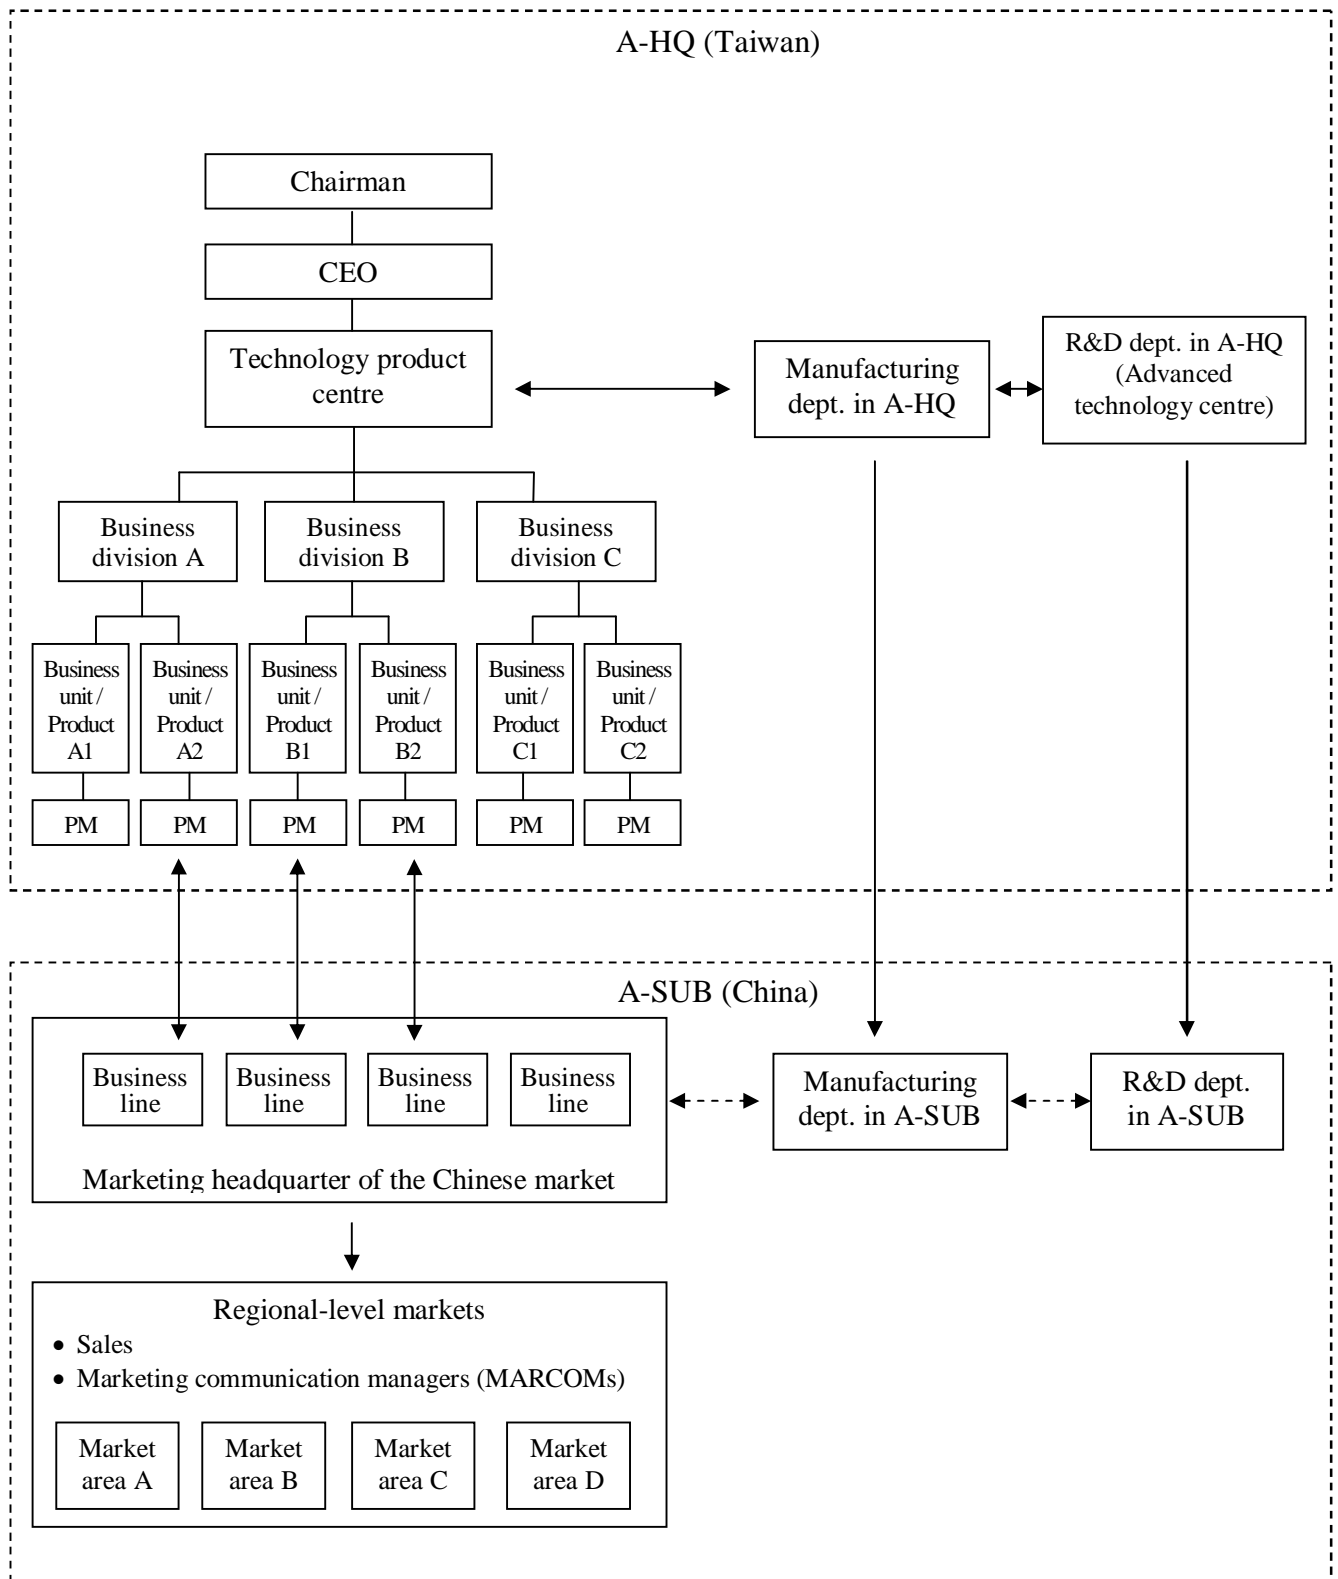 A-HQ (Taiwan)
Chairman
CEO
Technology product
centre
Manufacturing
dept. in A-HQ
R&D dept. in A-HQ
(Advanced
technology centre)
Business
division A
Business
division B
Business
division C
Business
unit /
Product
A1
Business
unit /
Product
A2
Business
unit /
Product
B1
Business
unit /
Product
B2
Business
unit /
Product
C1
Business
unit /
Product
C2
PM
PM
PM
PM
PM
PM
A-SUB (China)
Business
line
Business
line
Business
line
Business
line
Marketing headquarter of the Chinese market
Manufacturing
dept. in A-SUB
R&D dept.
in A-SUB
Regional-level markets
• Sales
• Marketing communication managers (MARCOMs)
Market
area A
Market
area B
Market
area C
Market
area D